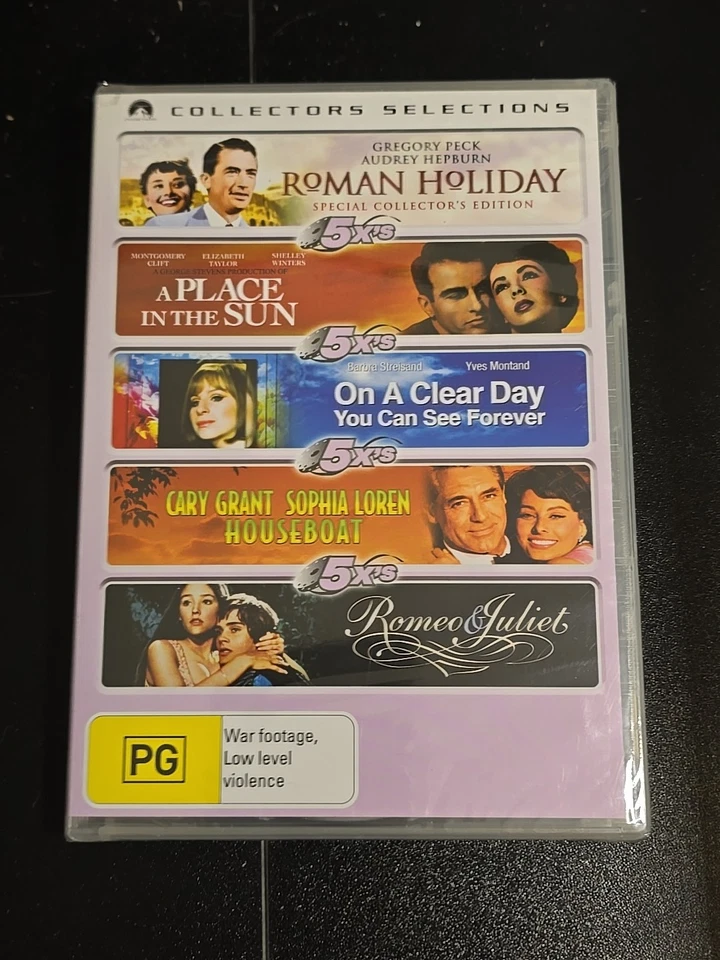 COLLECTORS SELECTIONS
GREGORY PECK
AUDREY HEPBURN
ROMAN HOLIDAY
SPECIAL COLLECTOR'S EDITION
5X'S
MONTGOMERY CLIFT ELIZABETH TAYLOR SHELLEY WINTERS
A GEORGE STEVENS PRODUCTION OF
A PLACE
IN THE SUN
5X'S
Barbra Streisand Yves Montand
On A Clear Day
You Can See Forever
5X'S
CARY GRANT SOPHIA LOREN
HOUSEBOAT
5X'S
Romeo & Juliet
PG
War footage,
Low level
violence